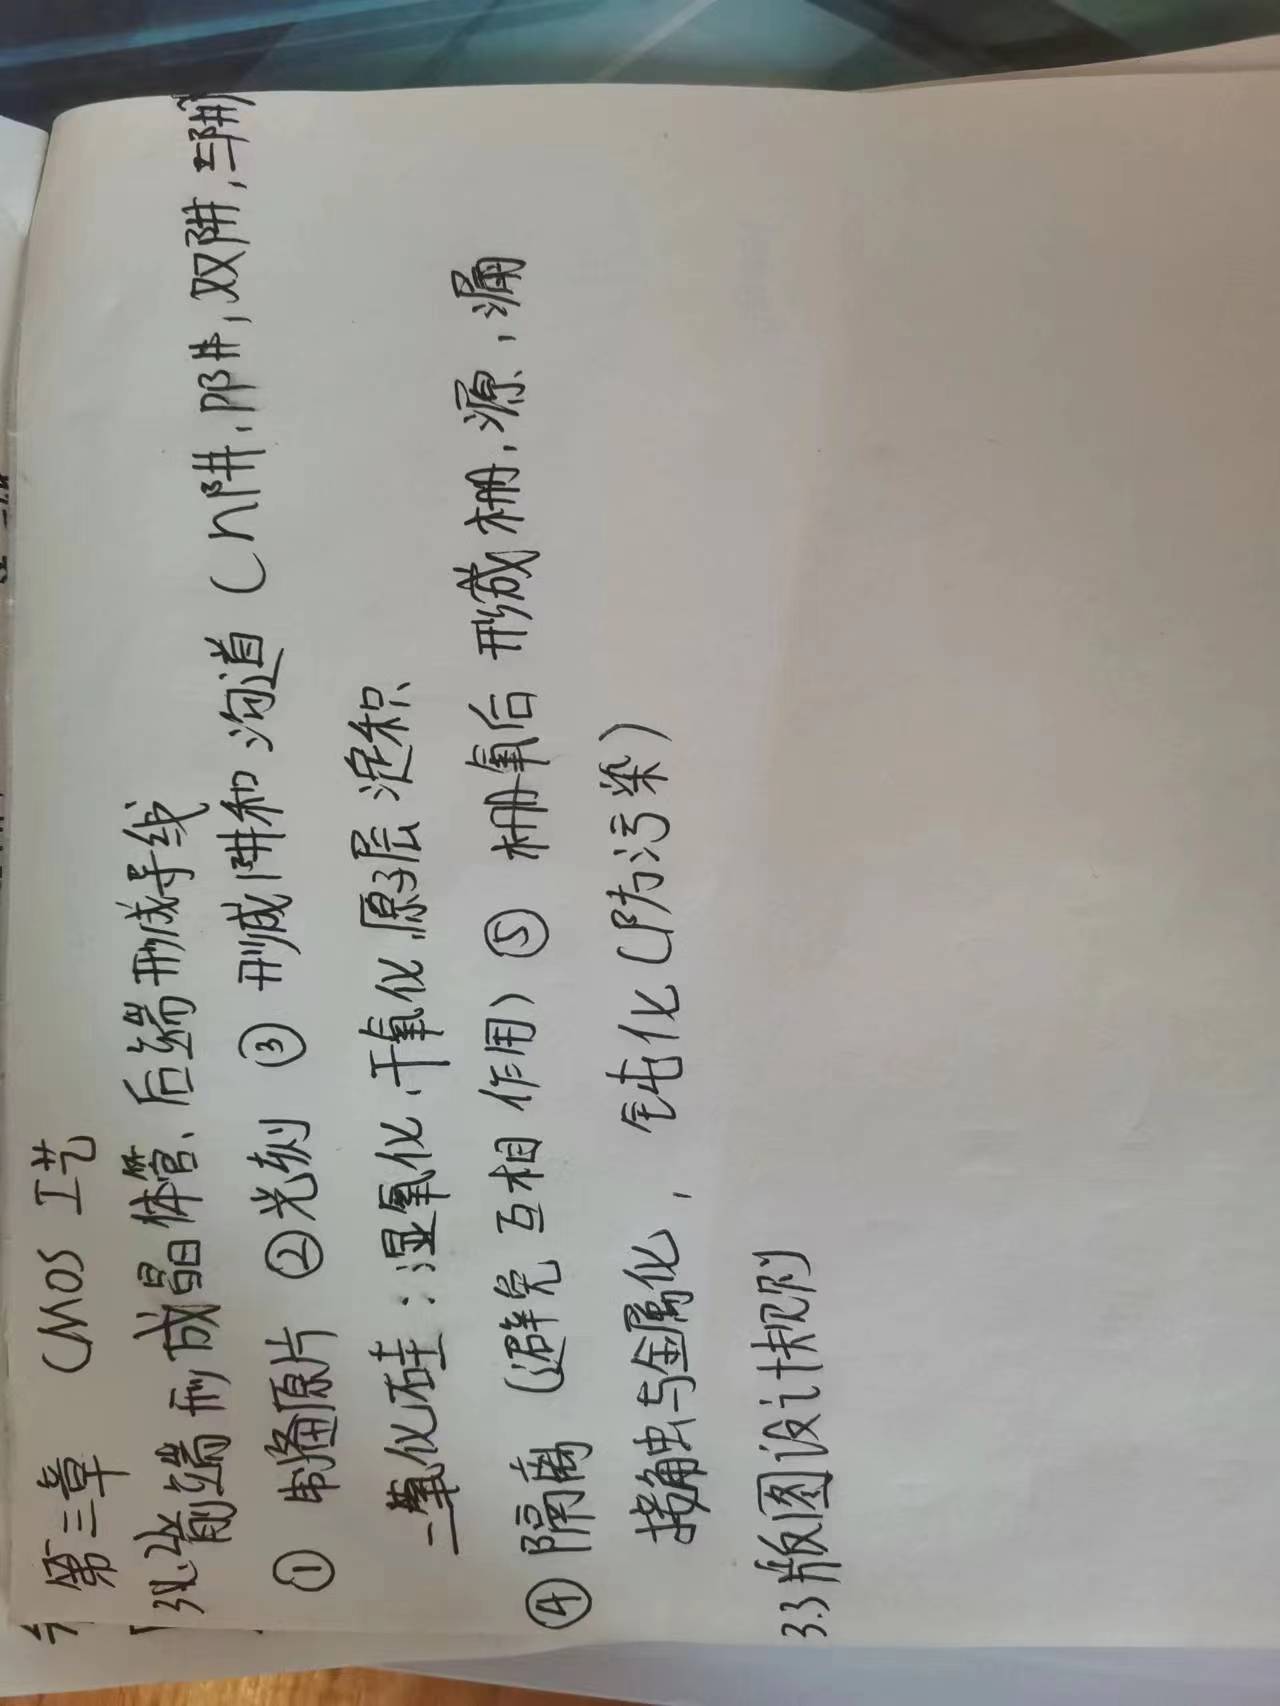 第三章 CMOS 工艺
3.2 前端形成晶体管、后端形成导线
① 制备原片 ②光刻 ③ 形成阱和沟道 (n阱,p阱,双阱,三阱)
二氧化硅:湿氧化、干氧化、原子层淀积
④ 隔离 (避免互相作用) ⑤ 栅氧后形成栅,源,漏
接触与金属化, 钝化(防污染)
3.3 版图设计规则